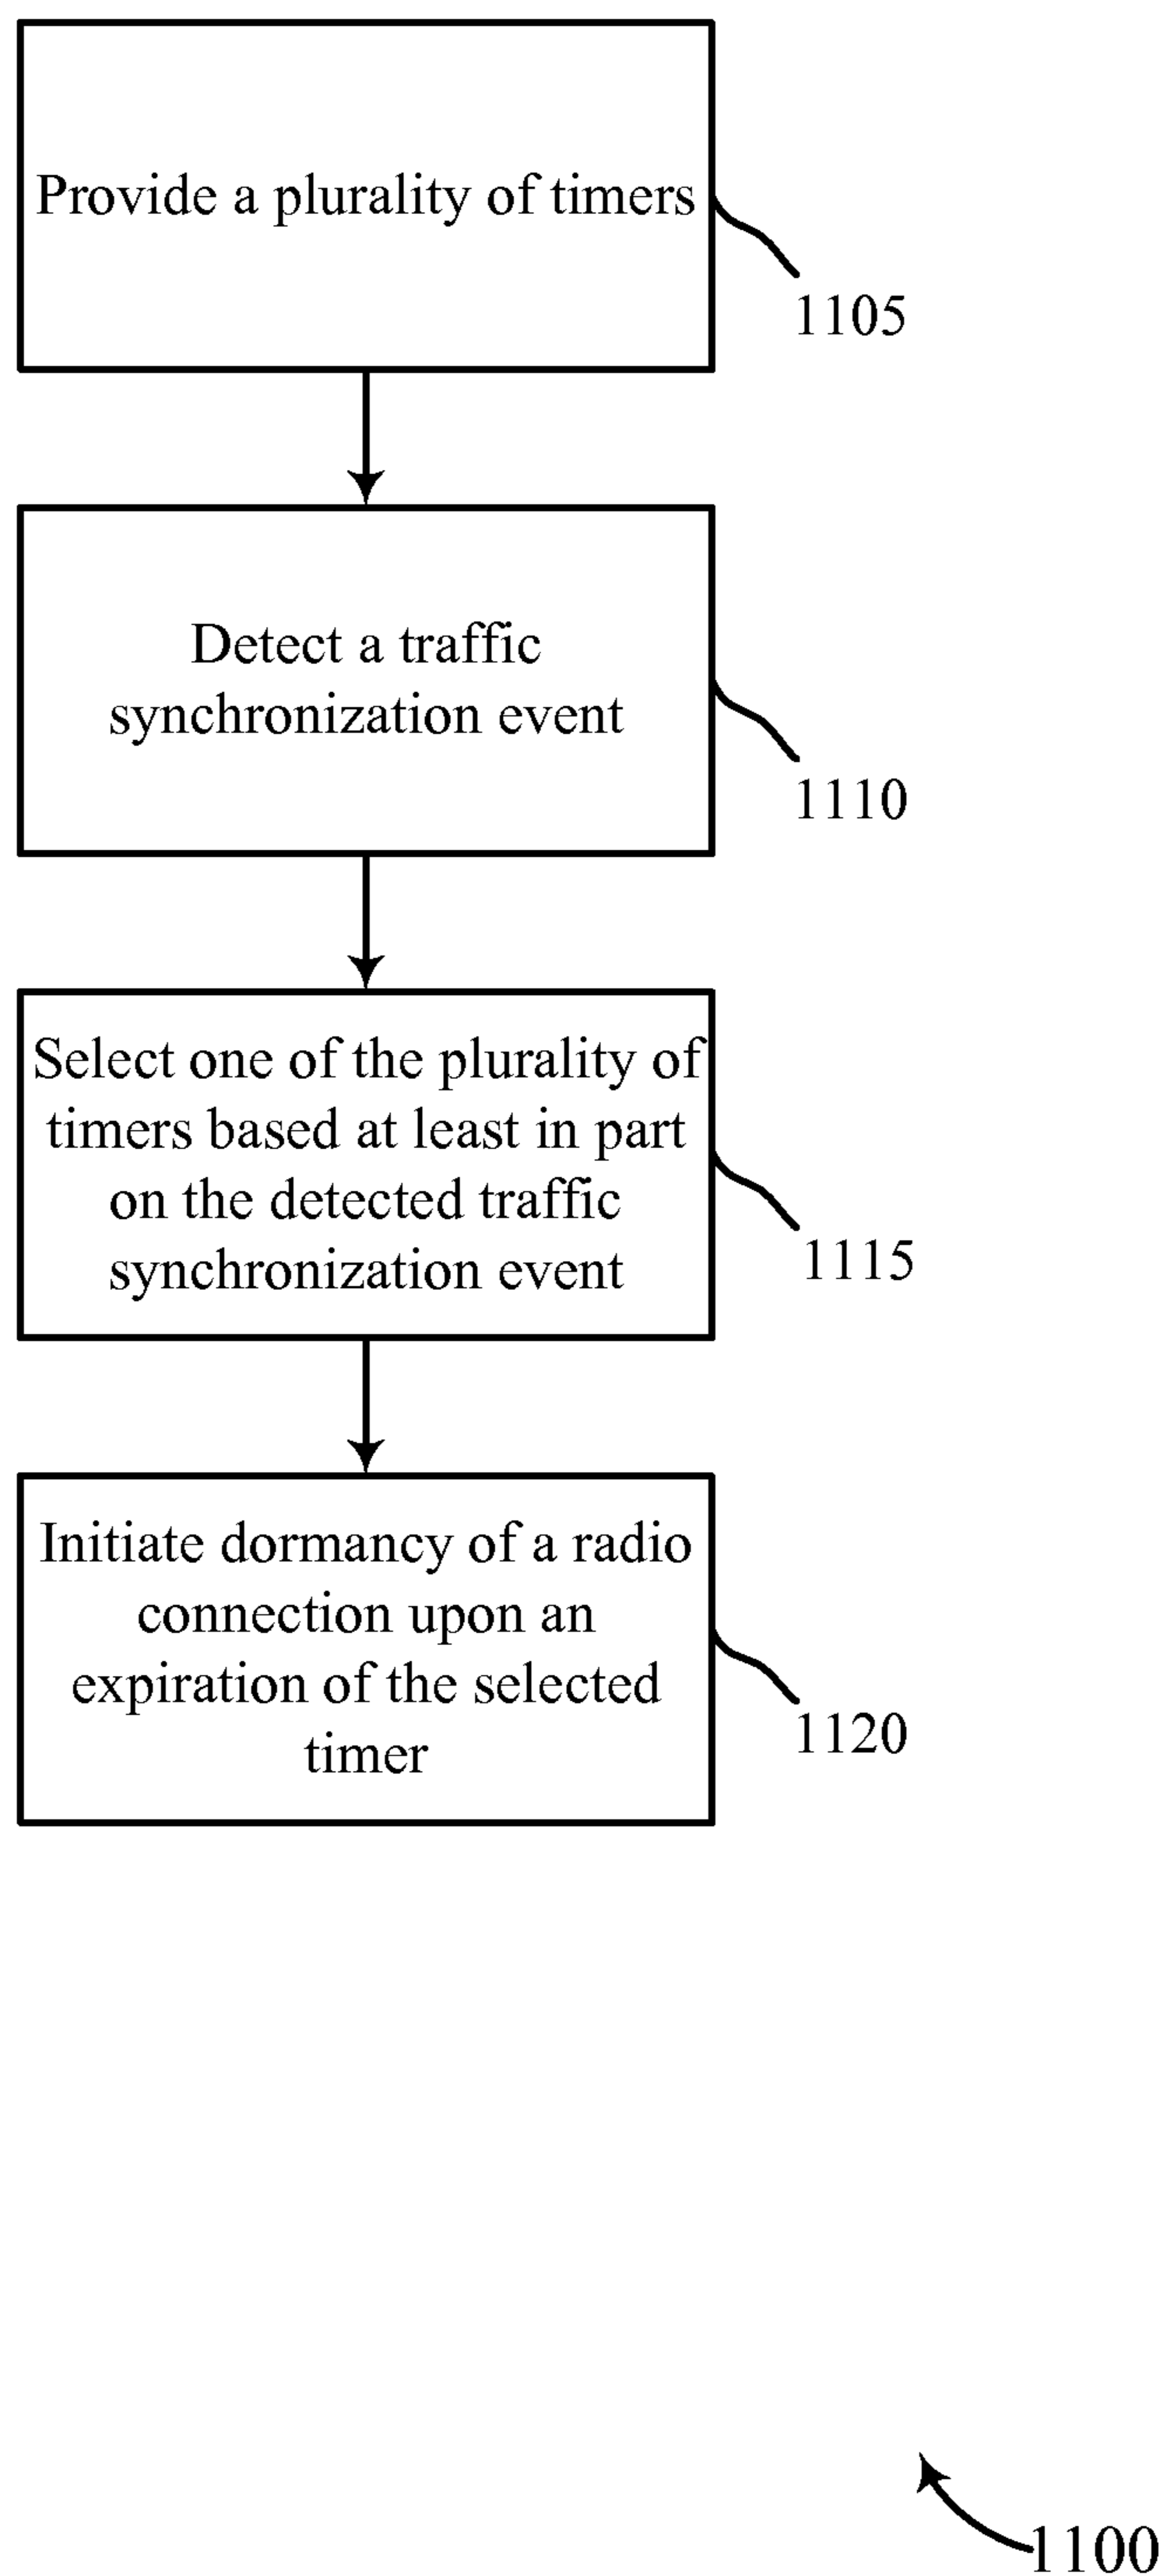 Provide a plurality of timers
1105
Detect a traffic
synchronization event
1110
Select one of the plurality of
timers based at least in part
on the detected traffic
synchronization event
1115
Initiate dormancy of a radio
connection upon an
expiration of the selected
timer
1120
1100